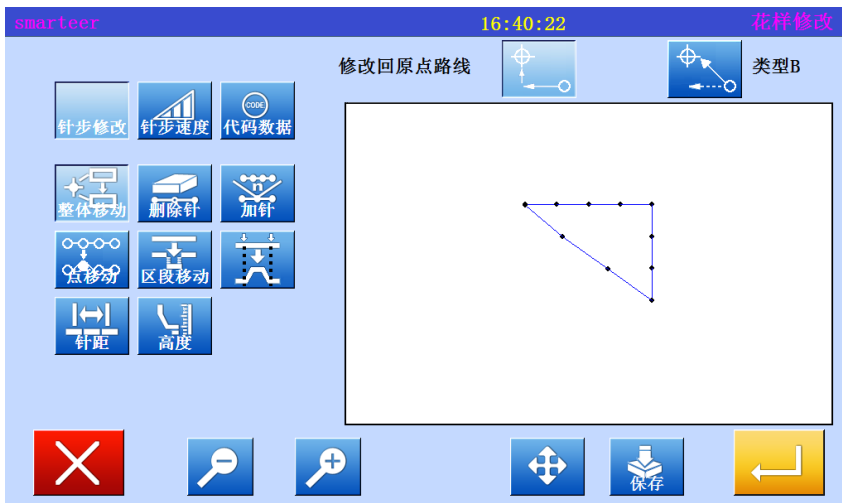 smarteer 16:40:22 花样修改
修改回原点路线 类型B
针步修改 针步速度 CODE 代码数据
整体移动 删除针 n 加针
点移动 区段移动
针距 高度
保存